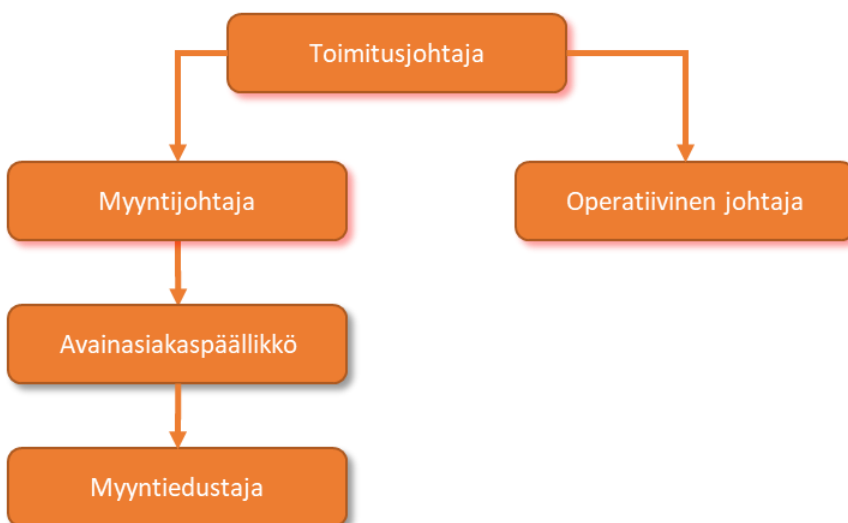 Toimitusjohtaja
Myyntijohtaja
Operatiivinen johtaja
Avainasiakaspäällikkö
Myyntiedustaja